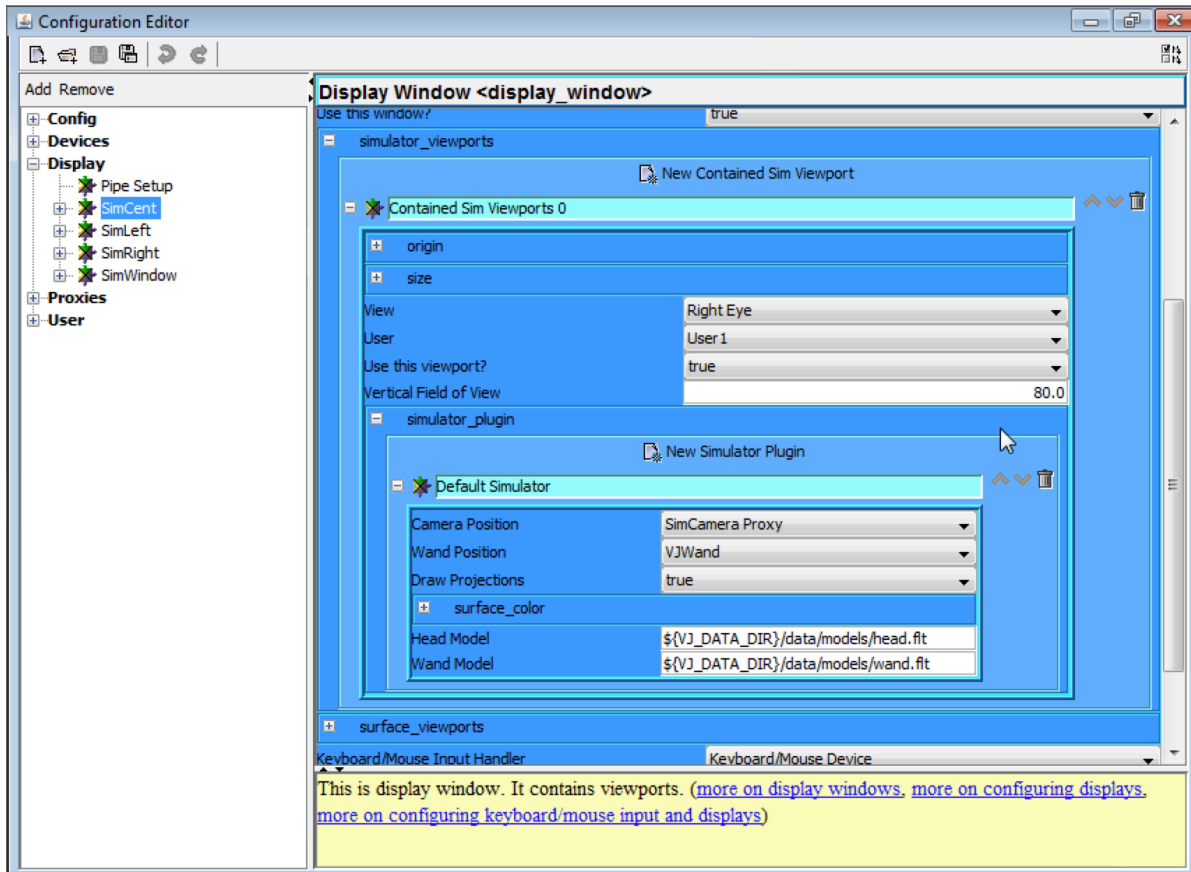 Configuration Editor
Add Remove
Config
Devices
Display
Pipe Setup
SimCent
SimLeft
SimRight
SimWindow
Proxies
User
Display Window <display_window>
Use this window? true
simulator_viewports
New Contained Sim Viewport
Contained Sim Viewports 0
origin
size
View Right Eye
User User1
Use this viewport? true
Vertical Field of View 80.0
simulator_plugin
New Simulator Plugin
Default Simulator
Camera Position SimCamera Proxy
Wand Position VJWand
Draw Projections true
surface_color
Head Model ${VJ_DATA_DIR}/data/models/head.flt
Wand Model ${VJ_DATA_DIR}/data/models/wand.flt
surface_viewports
Keyboard/Mouse Input Handler Keyboard/Mouse Device
This is display window. It contains viewports. (more on display windows, more on configuring displays,
more on configuring keyboard/mouse input and displays)